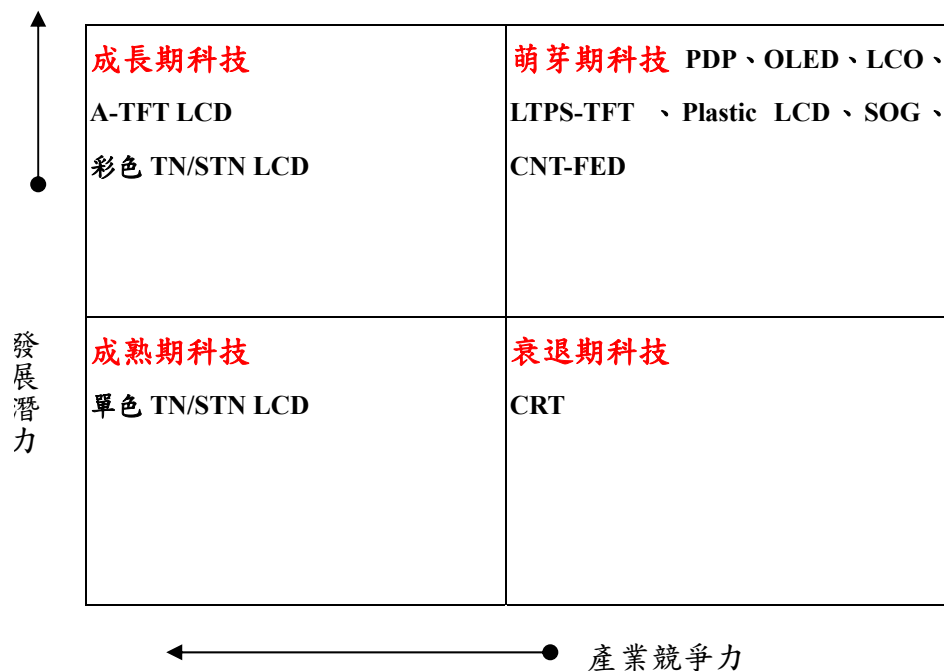 成長期科技
A-TFT LCD
彩色 TN/STN LCD
萌芽期科技 PDP、OLED、LCO、
LTPS-TFT 、Plastic LCD、SOG、
CNT-FED
發展潛力
成熟期科技
單色 TN/STN LCD
衰退期科技
CRT
產業競爭力